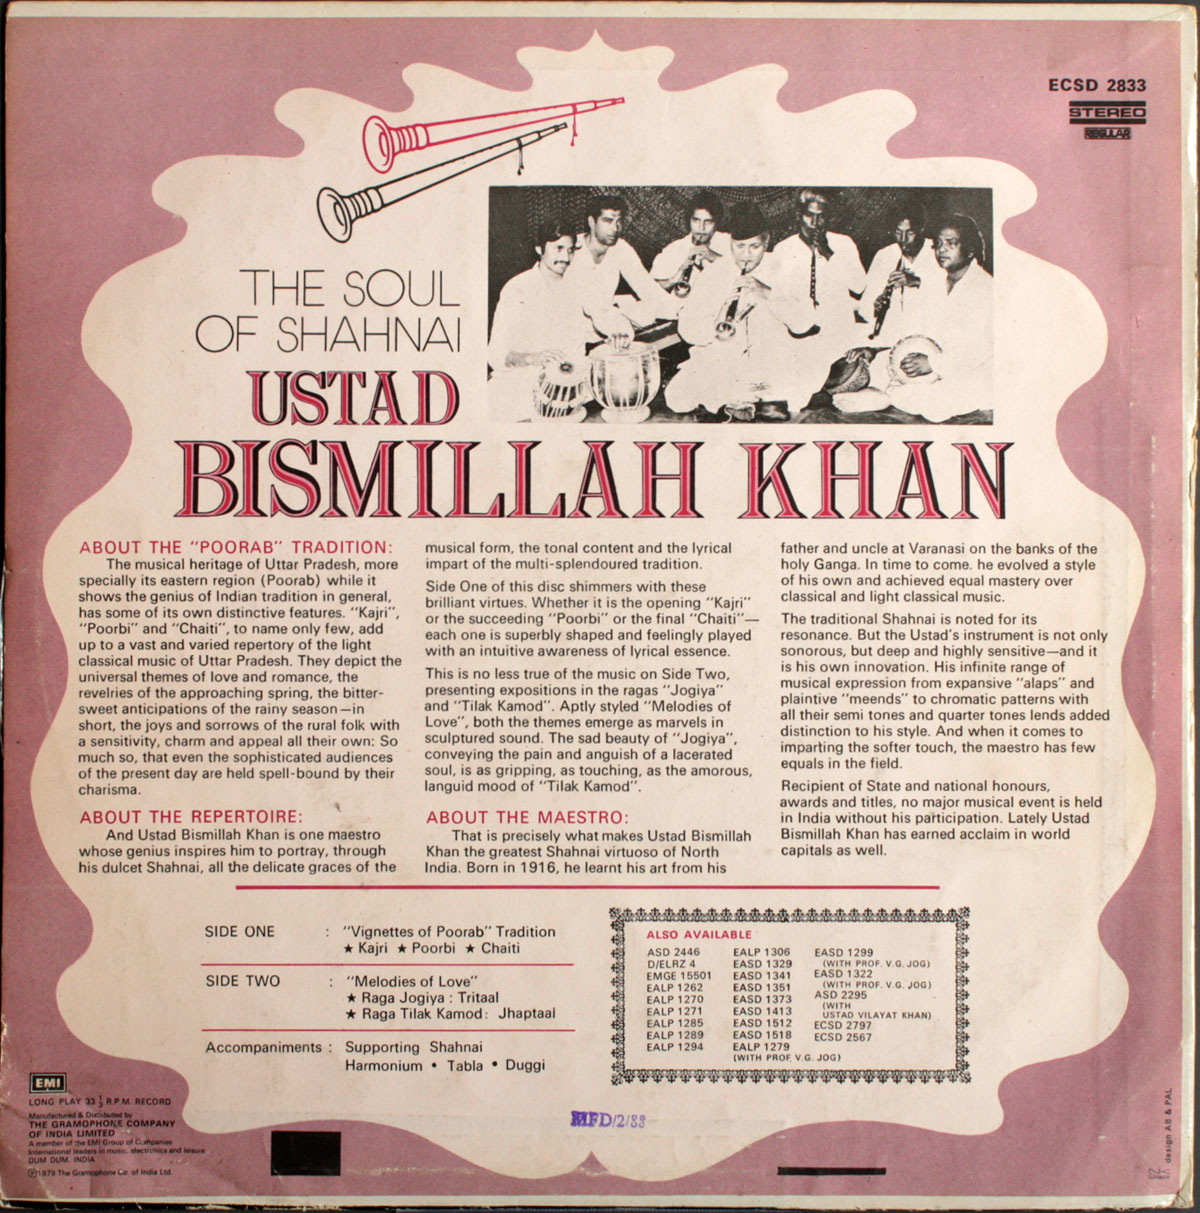 ECSD 2833
STEREO
REGULAR
THE SOUL
OF SHAHNAI
USTAD
BISMILLAH KHAN
ABOUT THE "POORAB" TRADITION:
The musical heritage of Uttar Pradesh, more
specially its eastern region (Poorab) while it
shows the genius of Indian tradition in general,
has some of its own distinctive features. "Kajri",
"Poorbi" and "Chaiti", to name only few, add
up to a vast and varied repertory of the light
classical music of Uttar Pradesh. They depict the
universal themes of love and romance, the
revelries of the approaching spring, the bitter-
sweet anticipations of the rainy season—in
short, the joys and sorrows of the rural folk with
a sensitivity, charm and appeal all their own: So
much so, that even the sophisticated audiences
of the present day are held spell-bound by their
charisma.
ABOUT THE REPERTOIRE:
And Ustad Bismillah Khan is one maestro
whose genius inspires him to portray, through
his dulcet Shahnai, all the delicate graces of the
musical form, the tonal content and the lyrical
impart of the multi-splendoured tradition.
Side One of this disc shimmers with these
brilliant virtues. Whether it is the opening "Kajri"
or the succeeding "Poorbi" or the final "Chaiti"—
each one is superbly shaped and feelingly played
with an intuitive awareness of lyrical essence.
This is no less true of the music on Side Two,
presenting expositions in the ragas "Jogiya"
and "Tilak Kamod". Aptly styled "Melodies of
Love", both the themes emerge as marvels in
sculptured sound. The sad beauty of "Jogiya",
conveying the pain and anguish of a lacerated
soul, is as gripping, as touching, as the amorous,
languid mood of "Tilak Kamod".
ABOUT THE MAESTRO:
That is precisely what makes Ustad Bismillah
Khan the greatest Shahnai virtuoso of North
India. Born in 1916, he learnt his art from his
father and uncle at Varanasi on the banks of the
holy Ganga. In time to come. he evolved a style
of his own and achieved equal mastery over
classical and light classical music.
The traditional Shahnai is noted for its
resonance. But the Ustad's instrument is not only
sonorous, but deep and highly sensitive—and it
is his own innovation. His infinite range of
musical expression from expansive "alaps" and
plaintive "meends" to chromatic patterns with
all their semi tones and quarter tones lends added
distinction to his style. And when it comes to
imparting the softer touch, the maestro has few
equals in the field.
Recipient of State and national honours,
awards and titles, no major musical event is held
in India without his participation. Lately Ustad
Bismillah Khan has earned acclaim in world
capitals as well.
SIDE ONE : "Vignettes of Poorab" Tradition
★ Kajri ★ Poorbi ★ Chaiti
SIDE TWO : "Melodies of Love"
★ Raga Jogiya : Tritaal
★ Raga Tilak Kamod : Jhaptaal
Accompaniments : Supporting Shahnai
Harmonium • Tabla • Duggi
ALSO AVAILABLE
ASD 2446
D/ELRZ 4
EMGE 15501
EALP 1262
EALP 1270
EALP 1271
EALP 1285
EALP 1289
EALP 1294
EALP 1306
EASD 1329
EASD 1341
EASD 1351
EASD 1373
EASD 1413
EASD 1512
EASD 1518
EALP 1279
(WITH PROF. V.G. JOG)
EASD 1299
(WITH PROF. V.G. JOG)
EASD 1322
(WITH PROF. V.G. JOG)
ASD 2295
(WITH
USTAD VILAYAT KHAN)
ECSD 2797
ECSD 2567
EMI
LONG PLAY 33 1/3 R.P.M. RECORD
Manufactured & Distributed by
THE GRAMOPHONE COMPANY
OF INDIA LIMITED
A member of the EMI Group of Companies
International leaders in music, electronics and leisure
DUM DUM. INDIA
Ⓟ1979 The Gramophone Co. of India Ltd
MFD/2/88
design AB & PAL